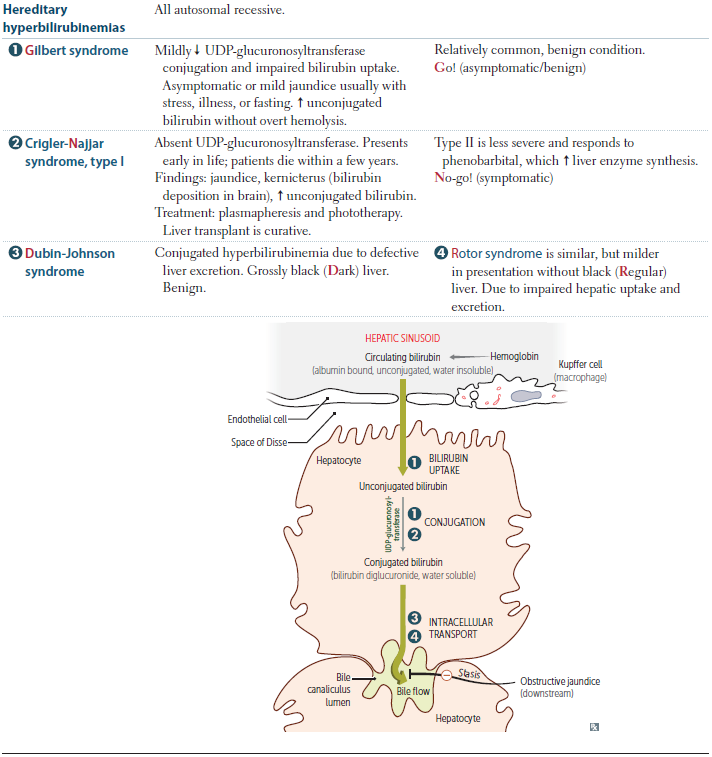 Hereditary
hyperbilirubinemias
All autosomal recessive.
❶ Gilbert syndrome
Mildly ↓ UDP-glucuronosyltransferase
conjugation and impaired bilirubin uptake.
Asymptomatic or mild jaundice usually with
stress, illness, or fasting. ↑ unconjugated
bilirubin without overt hemolysis.
Relatively common, benign condition.
Go! (asymptomatic/benign)
❷ Crigler-Najjar
syndrome, type I
Absent UDP-glucuronosyltransferase. Presents
early in life; patients die within a few years.
Findings: jaundice, kernicterus (bilirubin
deposition in brain), ↑ unconjugated bilirubin.
Treatment: plasmapheresis and phototherapy.
Liver transplant is curative.
Type II is less severe and responds to
phenobarbital, which ↑ liver enzyme synthesis.
No-go! (symptomatic)
❸ Dubin-Johnson
syndrome
Conjugated hyperbilirubinemia due to defective
liver excretion. Grossly black (Dark) liver.
Benign.
❹ Rotor syndrome is similar, but milder
in presentation without black (Regular)
liver. Due to impaired hepatic uptake and
excretion.
HEPATIC SINUSOID
Circulating bilirubin
(albumin bound, unconjugated, water insoluble)
Hemoglobin
Kupffer cell
(macrophage)
Endothelial cell
Space of Disse
Hepatocyte
❶ BILIRUBIN
UPTAKE
Unconjugated bilirubin
UDP-glucuronosyl-
transferase
❶
❷
CONJUGATION
Conjugated bilirubin
(bilirubin diglucuronide, water soluble)
❸ INTRACELLULAR
❹ TRANSPORT
Bile
canaliculus
lumen
Bile flow
Stasis
Obstructive jaundice
(downstream)
Hepatocyte